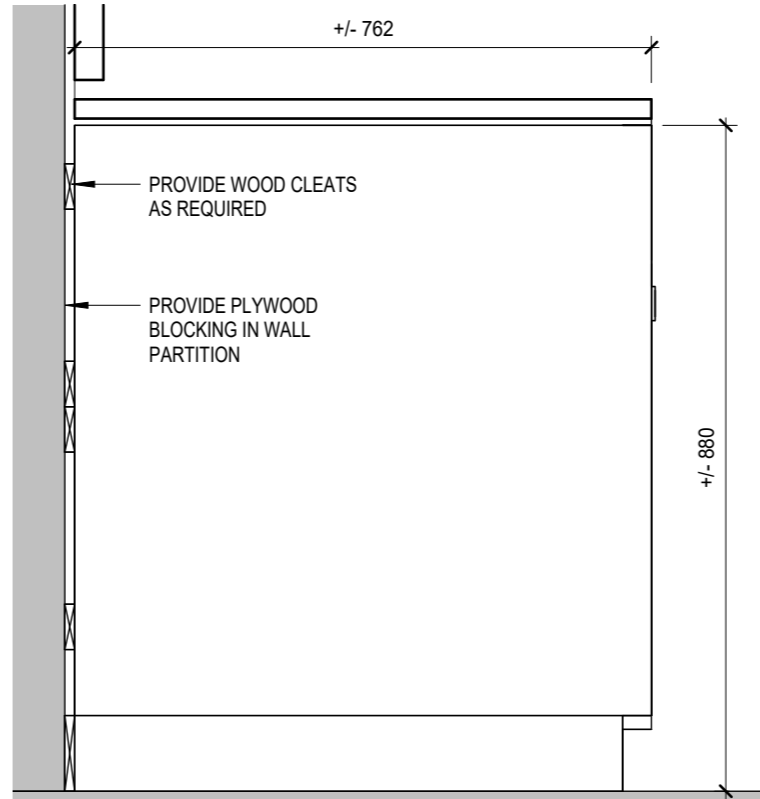 +/- 762
PROVIDE WOOD CLEATS
AS REQUIRED
PROVIDE PLYWOOD
BLOCKING IN WALL
PARTITION
+/- 880